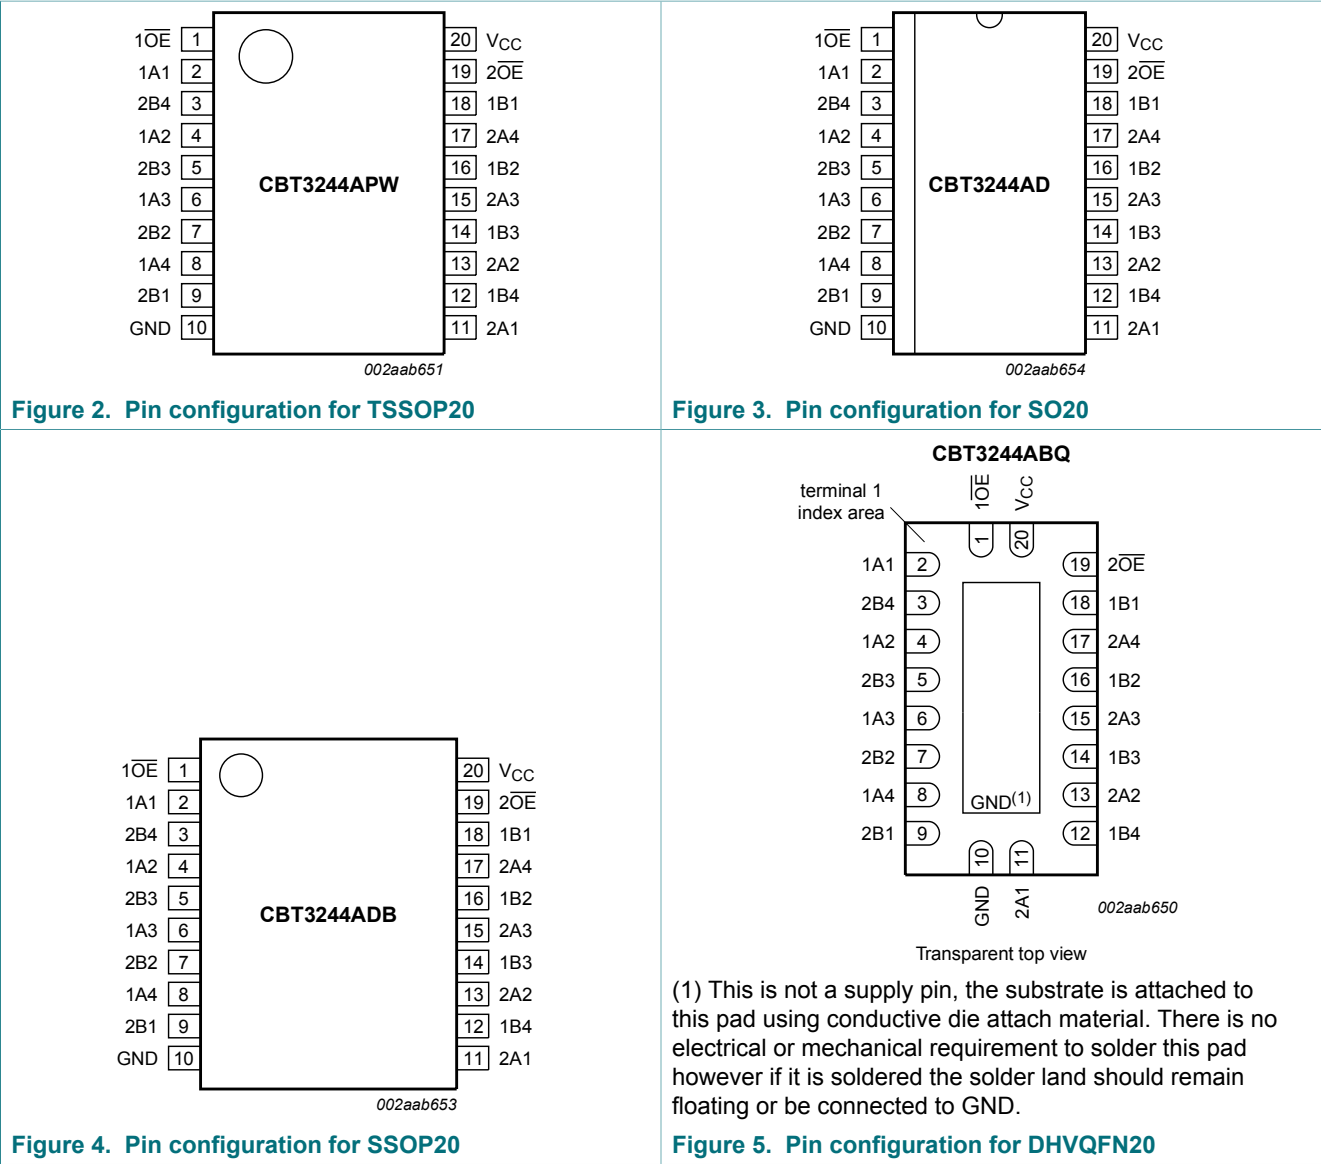 1OE 1 20 VCC
1A1 2 19 2OE
2B4 3 18 1B1
1A2 4 17 2A4
2B3 5 16 1B2
CBT3244APW
1A3 6 15 2A3
2B2 7 14 1B3
1A4 8 13 2A2
2B1 9 12 1B4
GND 10 11 2A1
002aab651
Figure 2. Pin configuration for TSSOP20
1OE 1 20 VCC
1A1 2 19 2OE
2B4 3 18 1B1
1A2 4 17 2A4
2B3 5 16 1B2
CBT3244AD
1A3 6 15 2A3
2B2 7 14 1B3
1A4 8 13 2A2
2B1 9 12 1B4
GND 10 11 2A1
002aab654
Figure 3. Pin configuration for SO20
1OE 1 20 VCC
1A1 2 19 2OE
2B4 3 18 1B1
1A2 4 17 2A4
2B3 5 16 1B2
CBT3244ADB
1A3 6 15 2A3
2B2 7 14 1B3
1A4 8 13 2A2
2B1 9 12 1B4
GND 10 11 2A1
002aab653
Figure 4. Pin configuration for SSOP20
CBT3244ABQ
terminal 1
index area
1OE VCC
1 20
1A1 2 19 2OE
2B4 3 18 1B1
1A2 4 17 2A4
2B3 5 16 1B2
1A3 6 15 2A3
2B2 7 14 1B3
1A4 8 GND(1) 13 2A2
2B1 9 12 1B4
10 11
GND 2A1
002aab650
Transparent top view
(1) This is not a supply pin, the substrate is attached to
this pad using conductive die attach material. There is no
electrical or mechanical requirement to solder this pad
however if it is soldered the solder land should remain
floating or be connected to GND.
Figure 5. Pin configuration for DHVQFN20